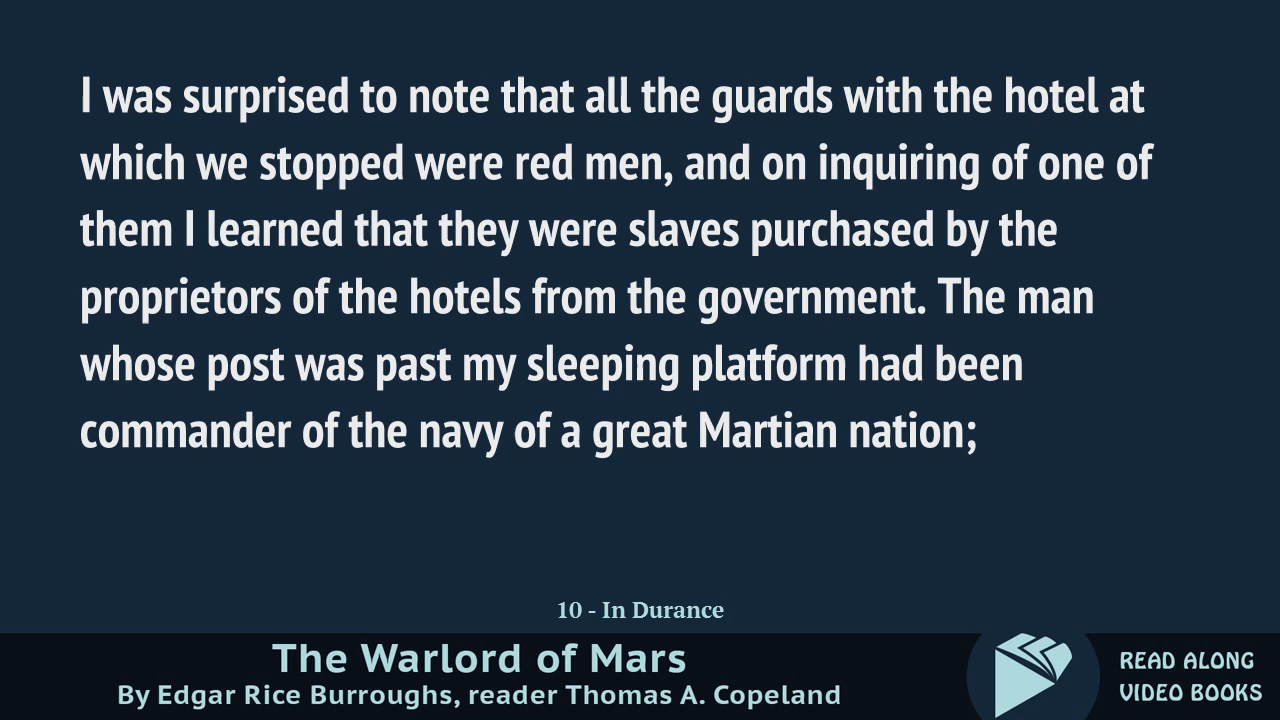 I was surprised to note that all the guards with the hotel at
which we stopped were red men, and on inquiring of one of
them I learned that they were slaves purchased by the
proprietors of the hotels from the government. The man
whose post was past my sleeping platform had been
commander of the navy of a great Martian nation;
10 - In Durance
The Warlord of Mars
By Edgar Rice Burroughs, reader Thomas A. Copeland
READ ALONG
VIDEO BOOKS